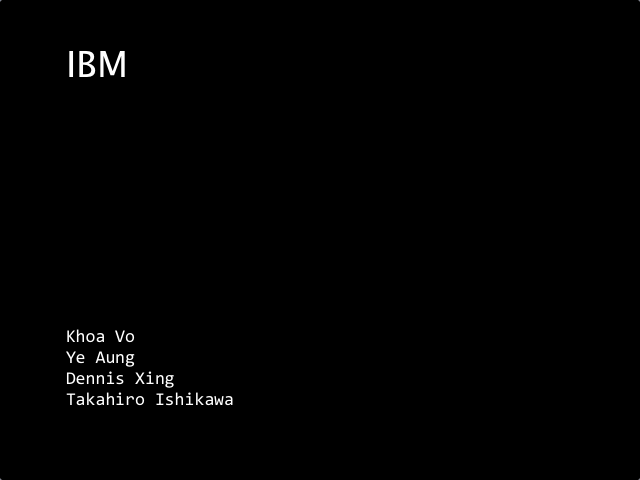 IBM
Khoa Vo
Ye Aung
Dennis Xing
Takahiro Ishikawa